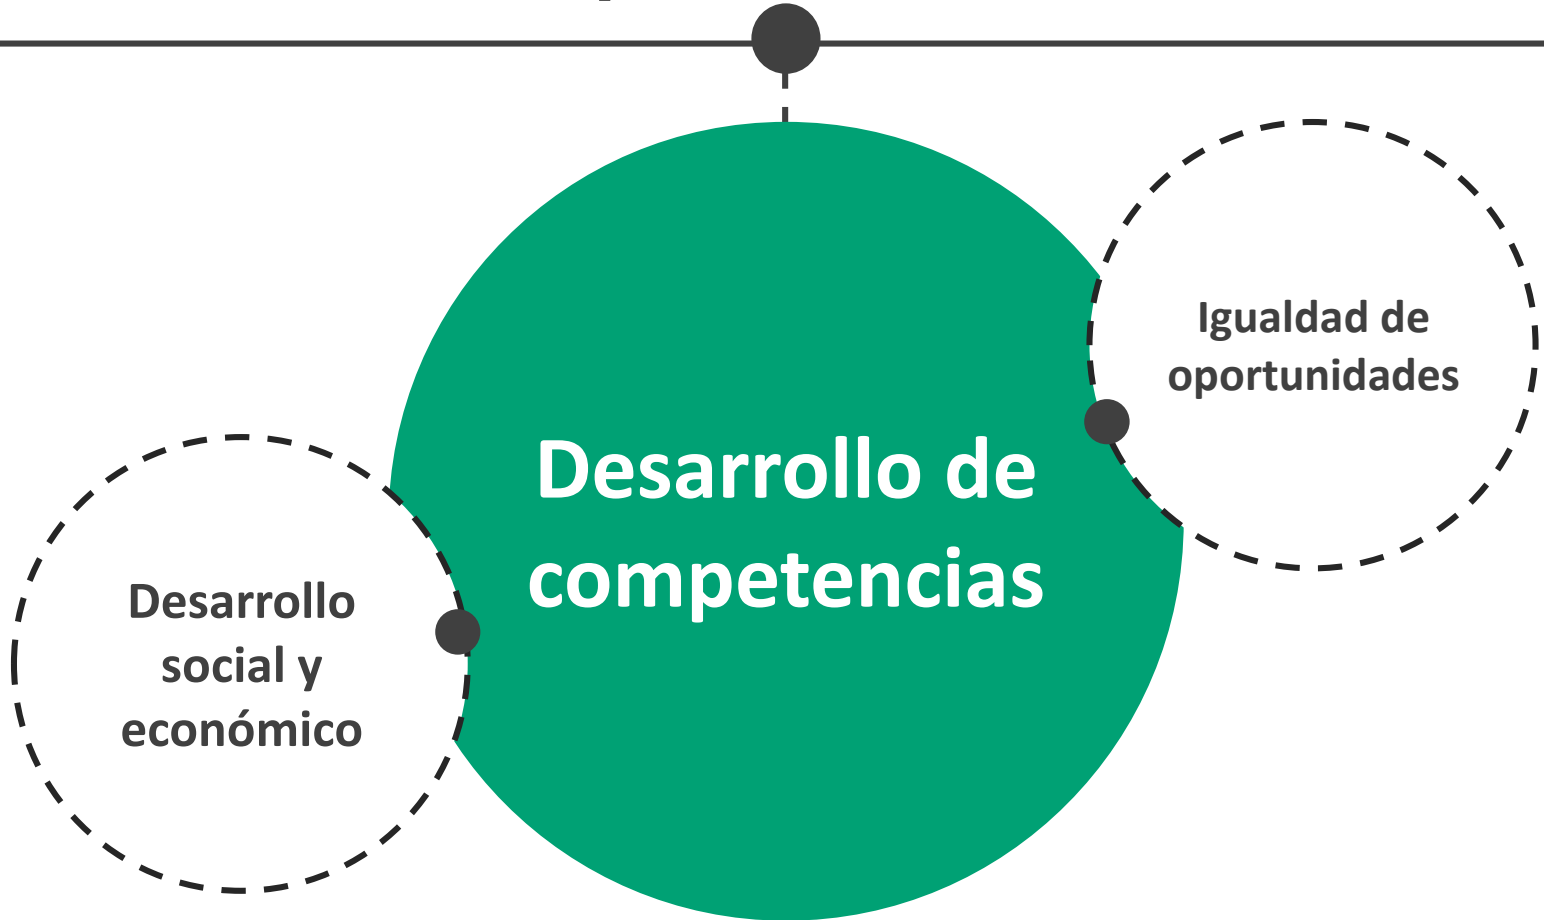 Igualdad de
oportunidades
Desarrollo de
competencias
Desarrollo
social y
económico